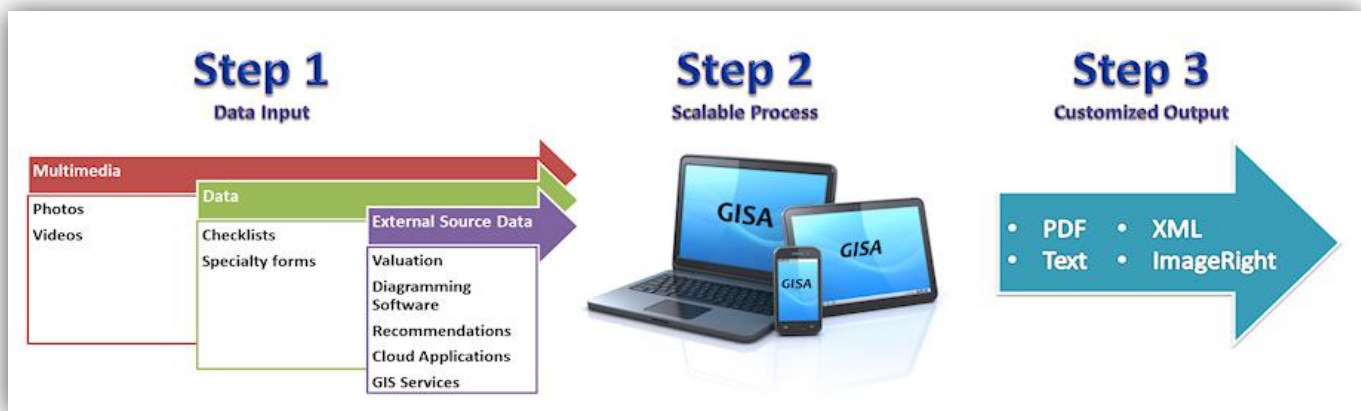 Step 1
Data Input
Multimedia
Photos
Videos
Data
Checklists
Specialty forms
External Source Data
Valuation
Diagramming
Software
Recommendations
Cloud Applications
GIS Services
Step 2
Scalable Process
GISA
GISA
GISA
Step 3
Customized Output
• PDF • XML
• Text • ImageRight